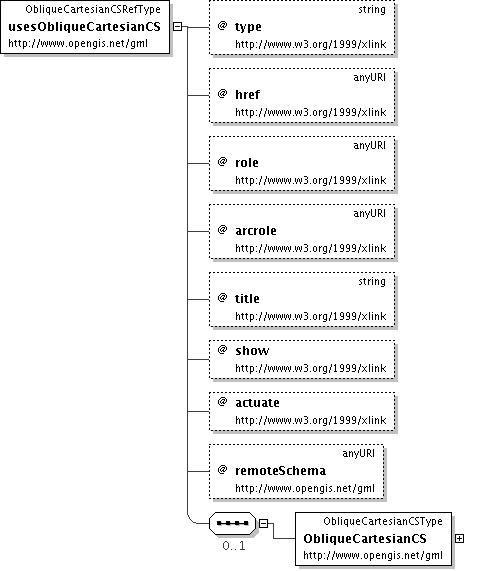 ObliqueCartesianCSRefType
usesObliqueCartesianCS
http://www.opengis.net/gml
string
@ type
http://www.w3.org/1999/xlink
anyURI
@ href
http://www.w3.org/1999/xlink
anyURI
@ role
http://www.w3.org/1999/xlink
anyURI
@ arcrole
http://www.w3.org/1999/xlink
string
@ title
http://www.w3.org/1999/xlink
@ show
http://www.w3.org/1999/xlink
@ actuate
http://www.w3.org/1999/xlink
anyURI
@ remoteSchema
http://www.opengis.net/gml
0..1
ObliqueCartesianCSType
ObliqueCartesianCS
http://www.opengis.net/gml